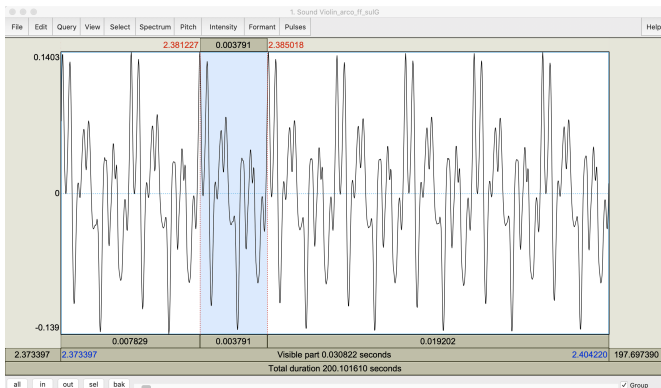 1. Sound Violin_arco_ff_sulG
File Edit Query View Select Spectrum Pitch Intensity Formant Pulses Help
2.381227 0.003791 2.385018
0.1403
0
-0.139
0.007829 0.003791 0.019202
2.373397 2.373397 Visible part 0.030822 seconds 2.404220 197.697390
Total duration 200.101610 seconds
all in out sel bak Group